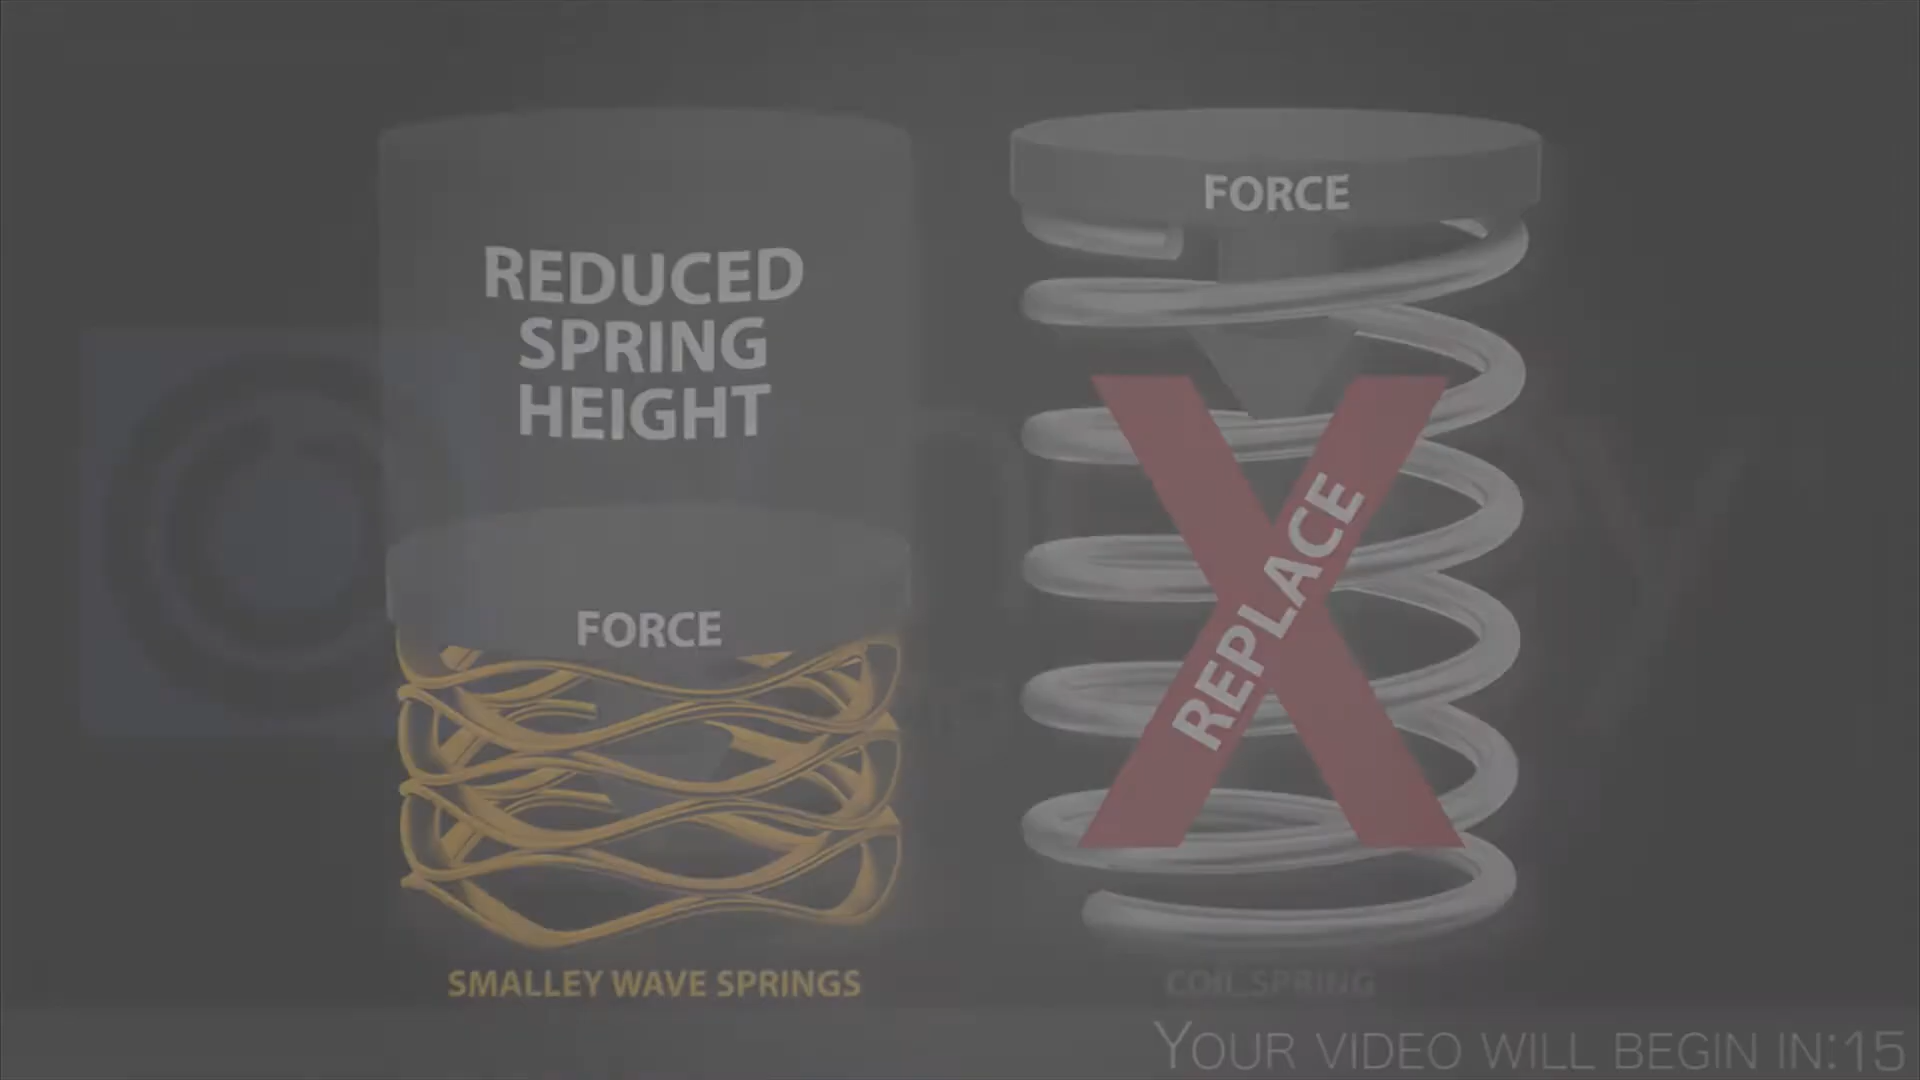 REDUCED
SPRING
HEIGHT
FORCE
SMALLEY WAVE SPRINGS
FORCE
REPLACE
COIL SPRING
YOUR VIDEO WILL BEGIN IN:15